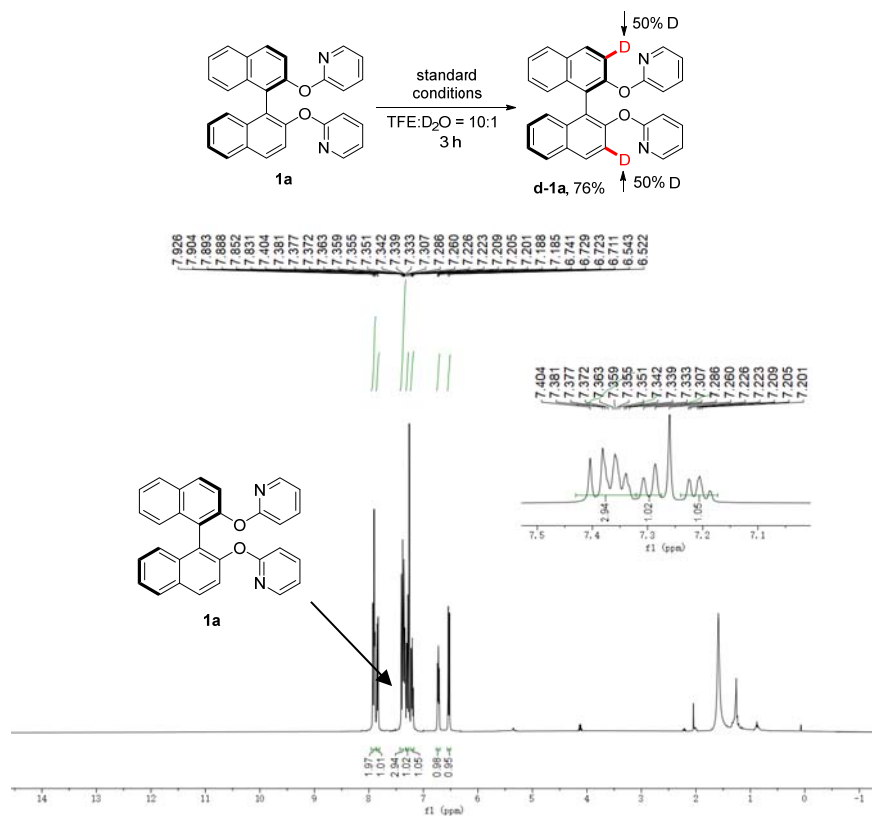 50% D
D
N
O
O
N
1a
standard
conditions
TFE:D2O = 10:1
3 h
N
O
O
N
D
50% D
d-1a, 76%
7.926
7.904
7.893
7.888
7.852
7.831
7.404
7.381
7.377
7.372
7.363
7.359
7.355
7.351
7.342
7.339
7.333
7.307
7.286
7.260
7.226
7.223
7.209
7.205
7.201
7.188
7.185
6.741
6.729
6.723
6.711
6.543
6.522
7.404
7.381
7.377
7.372
7.363
7.359
7.355
7.351
7.342
7.339
7.333
7.307
7.286
7.260
7.226
7.223
7.209
7.205
7.201
2.94
1.02
1.05
7.5 7.4 7.3 7.2 7.1
f1 (ppm)
N
O
O
N
1a
1.97
1.01
2.94
1.02
1.05
0.98
0.95
14 13 12 11 10 9 8 7 6 5 4 3 2 1 0 -1
f1 (ppm)